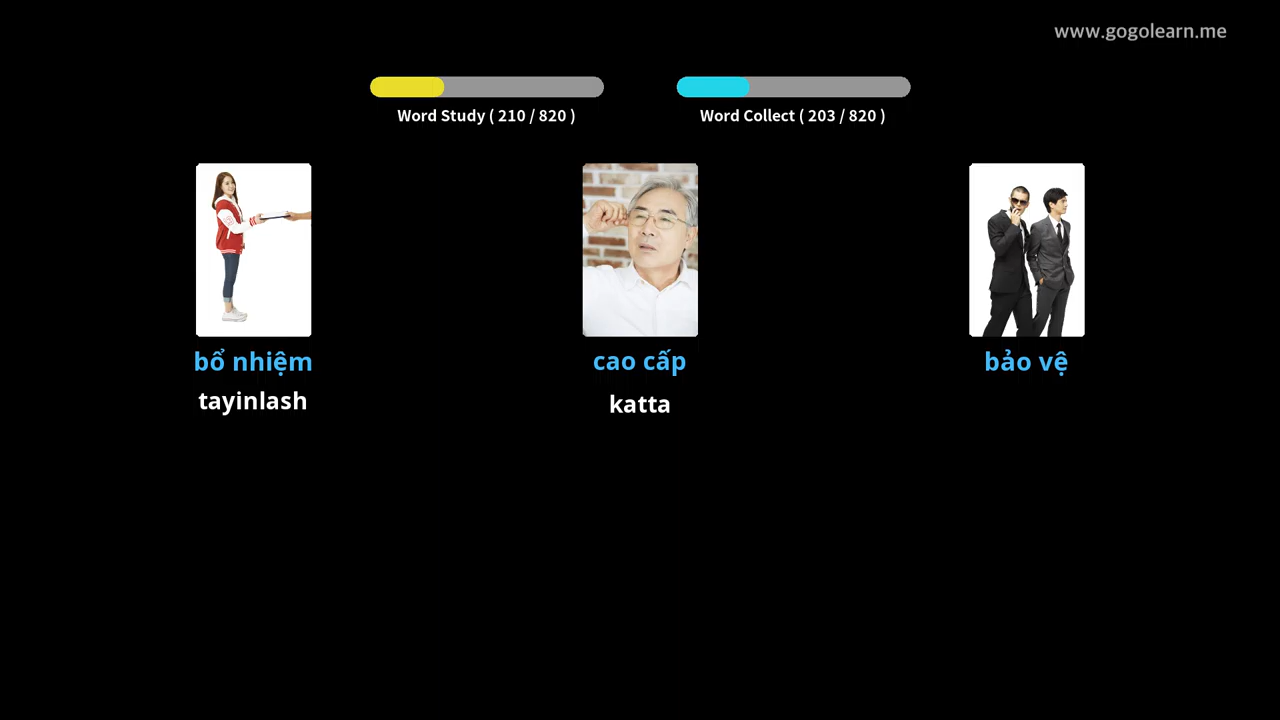 www.gogolearn.me
Word Study ( 210 / 820 )
Word Collect ( 203 / 820 )
bổ nhiệm
tayinlash
cao cấp
katta
bảo vệ